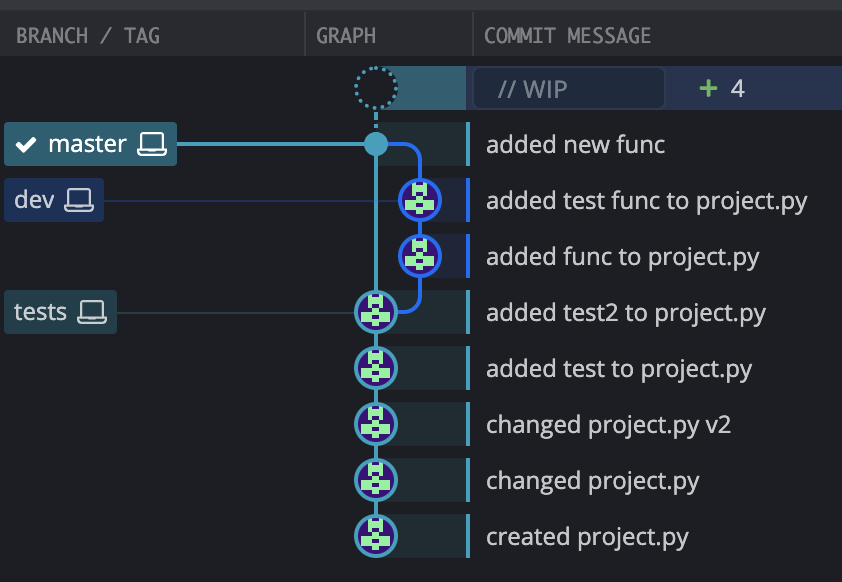 BRANCH / TAG GRAPH COMMIT MESSAGE
// WIP + 4
master added new func
dev added test func to project.py
added func to project.py
tests added test2 to project.py
added test to project.py
changed project.py v2
changed project.py
created project.py